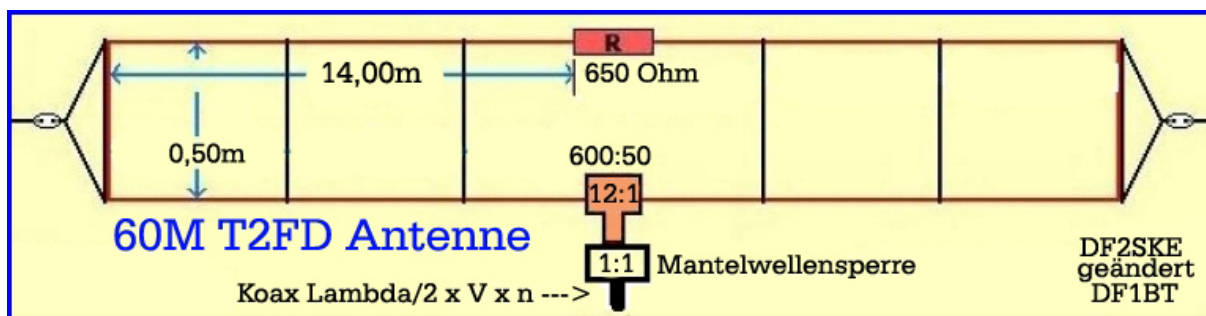 R
14,00m
650 Ohm
0,50m
600:50
12:1
60M T2FD Antenne
1:1
Mantelwellensperre
Koax Lambda/2 x V x n --->
DF2SKE
geändert
DF1BT